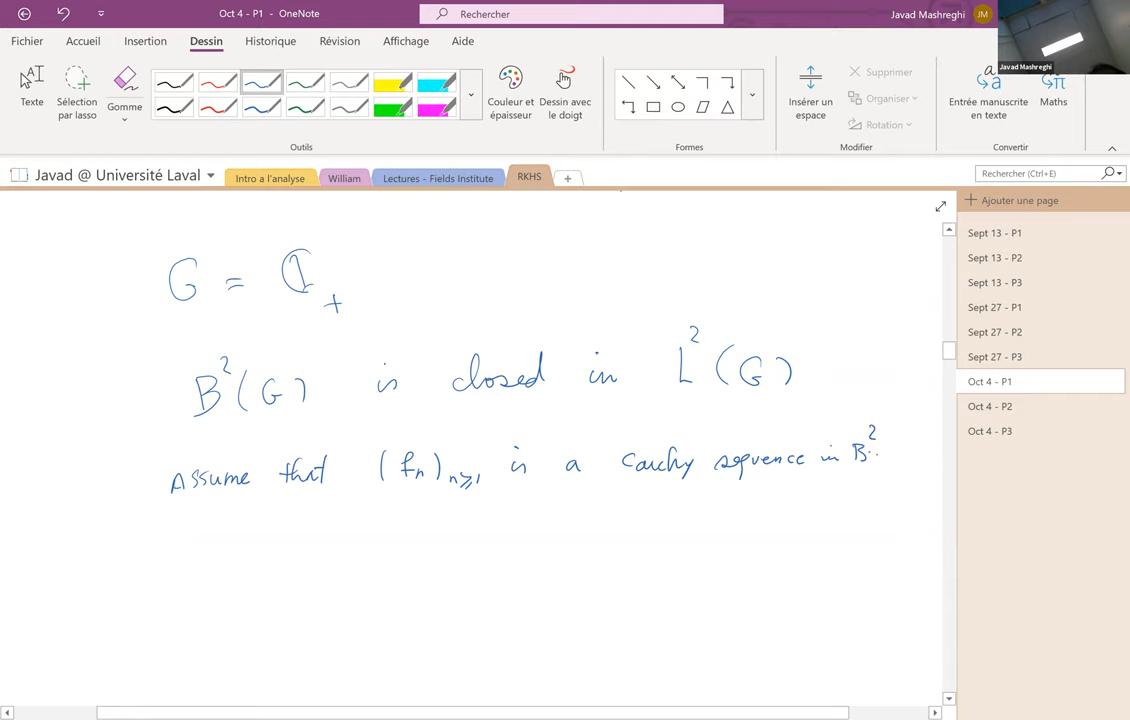 Oct 4 - P1 - OneNote
Rechercher
Javad Mashreghi
JM
Fichier
Accueil
Insertion
Dessin
Historique
Révision
Affichage
Aide
Javad Mashreghi
Texte
Sélection par lasso
Gomme
Couleur et épaisseur
Dessin avec le doigt
Insérer un espace
Supprimer
Organiser
Rotation
Entrée manuscrite en texte
Maths
Outils
Formes
Modifier
Convertir
Javad @ Université Laval
Intro a l'analyse
William
Lectures - Fields Institute
RKHS
Rechercher (Ctrl+E)
Ajouter une page
Sept 13 - P1
Sept 13 - P2
Sept 13 - P3
Sept 27 - P1
Sept 27 - P2
Sept 27 - P3
Oct 4 - P1
Oct 4 - P2
Oct 4 - P3
G = ℂ₊
B²(G) is closed in L²(G)
Assume that (fₙ)ₙ≥₁ is a Cauchy sequence in B².